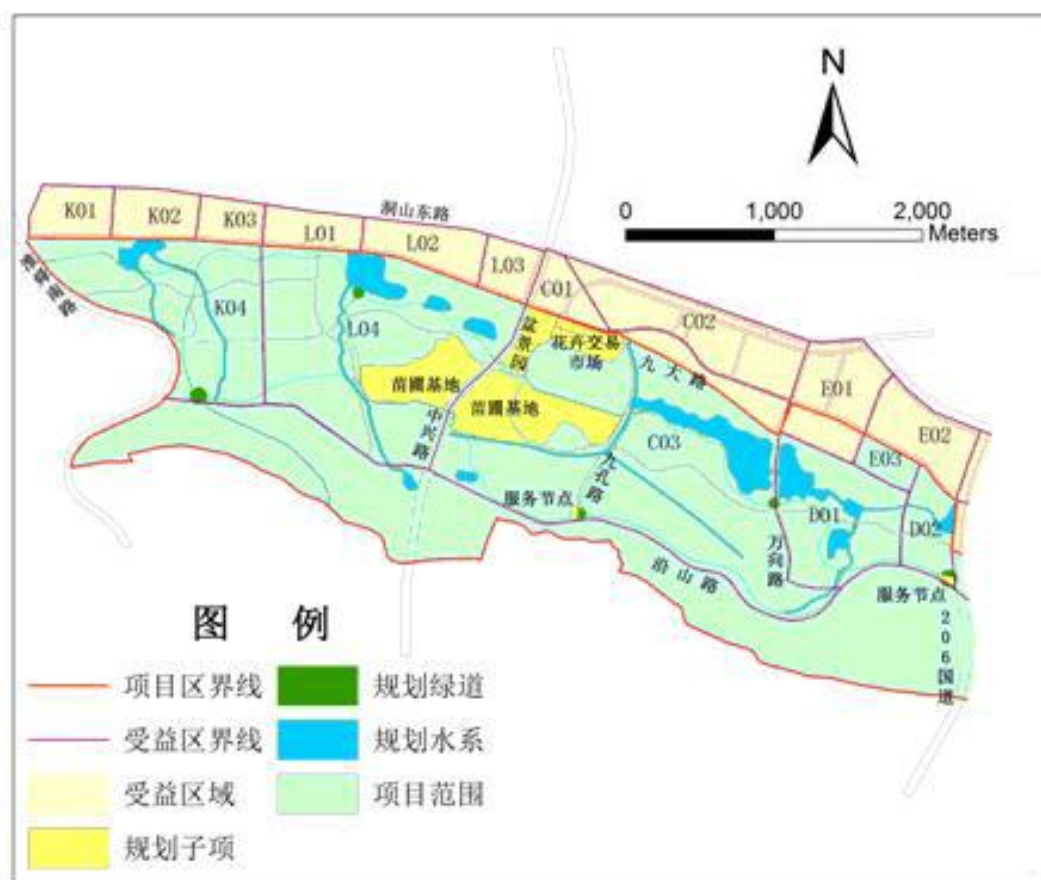 N
0
1,000
2,000
Meters
洞山东路
K01
K02
K03
L01
L02
L03
C01
C02
K04
L04
盆景园
花卉交易
市场
九大路
E01
E02
苗圃基地
苗圃基地
中兴路
C03
九孔路
E03
服务节点
D01
D02
万向路
沿山路
服务节点
206国道
图 例
项目区界线
规划绿道
受益区界线
规划水系
受益区域
项目范围
规划子项